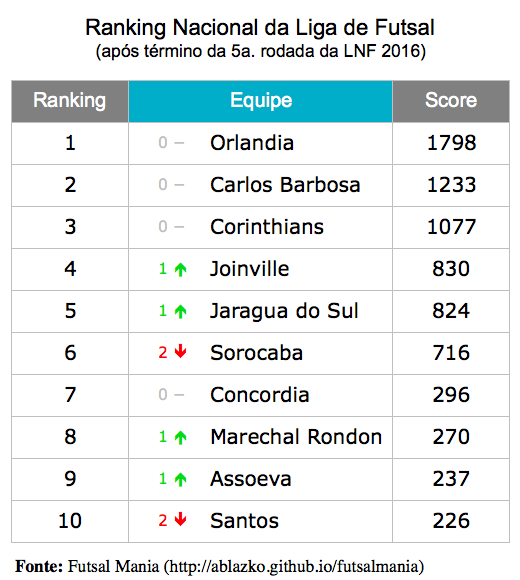 Ranking Nacional da Liga de Futsal
(após término da 5a. rodada da LNF 2016)
Ranking Equipe Score
1 0 – Orlandia 1798
2 0 – Carlos Barbosa 1233
3 0 – Corinthians 1077
4 1 ↑ Joinville 830
5 1 ↑ Jaragua do Sul 824
6 2 ↓ Sorocaba 716
7 0 – Concordia 296
8 1 ↑ Marechal Rondon 270
9 1 ↑ Assoeva 237
10 2 ↓ Santos 226
Fonte: Futsal Mania (http://ablazko.github.io/futsalmania)